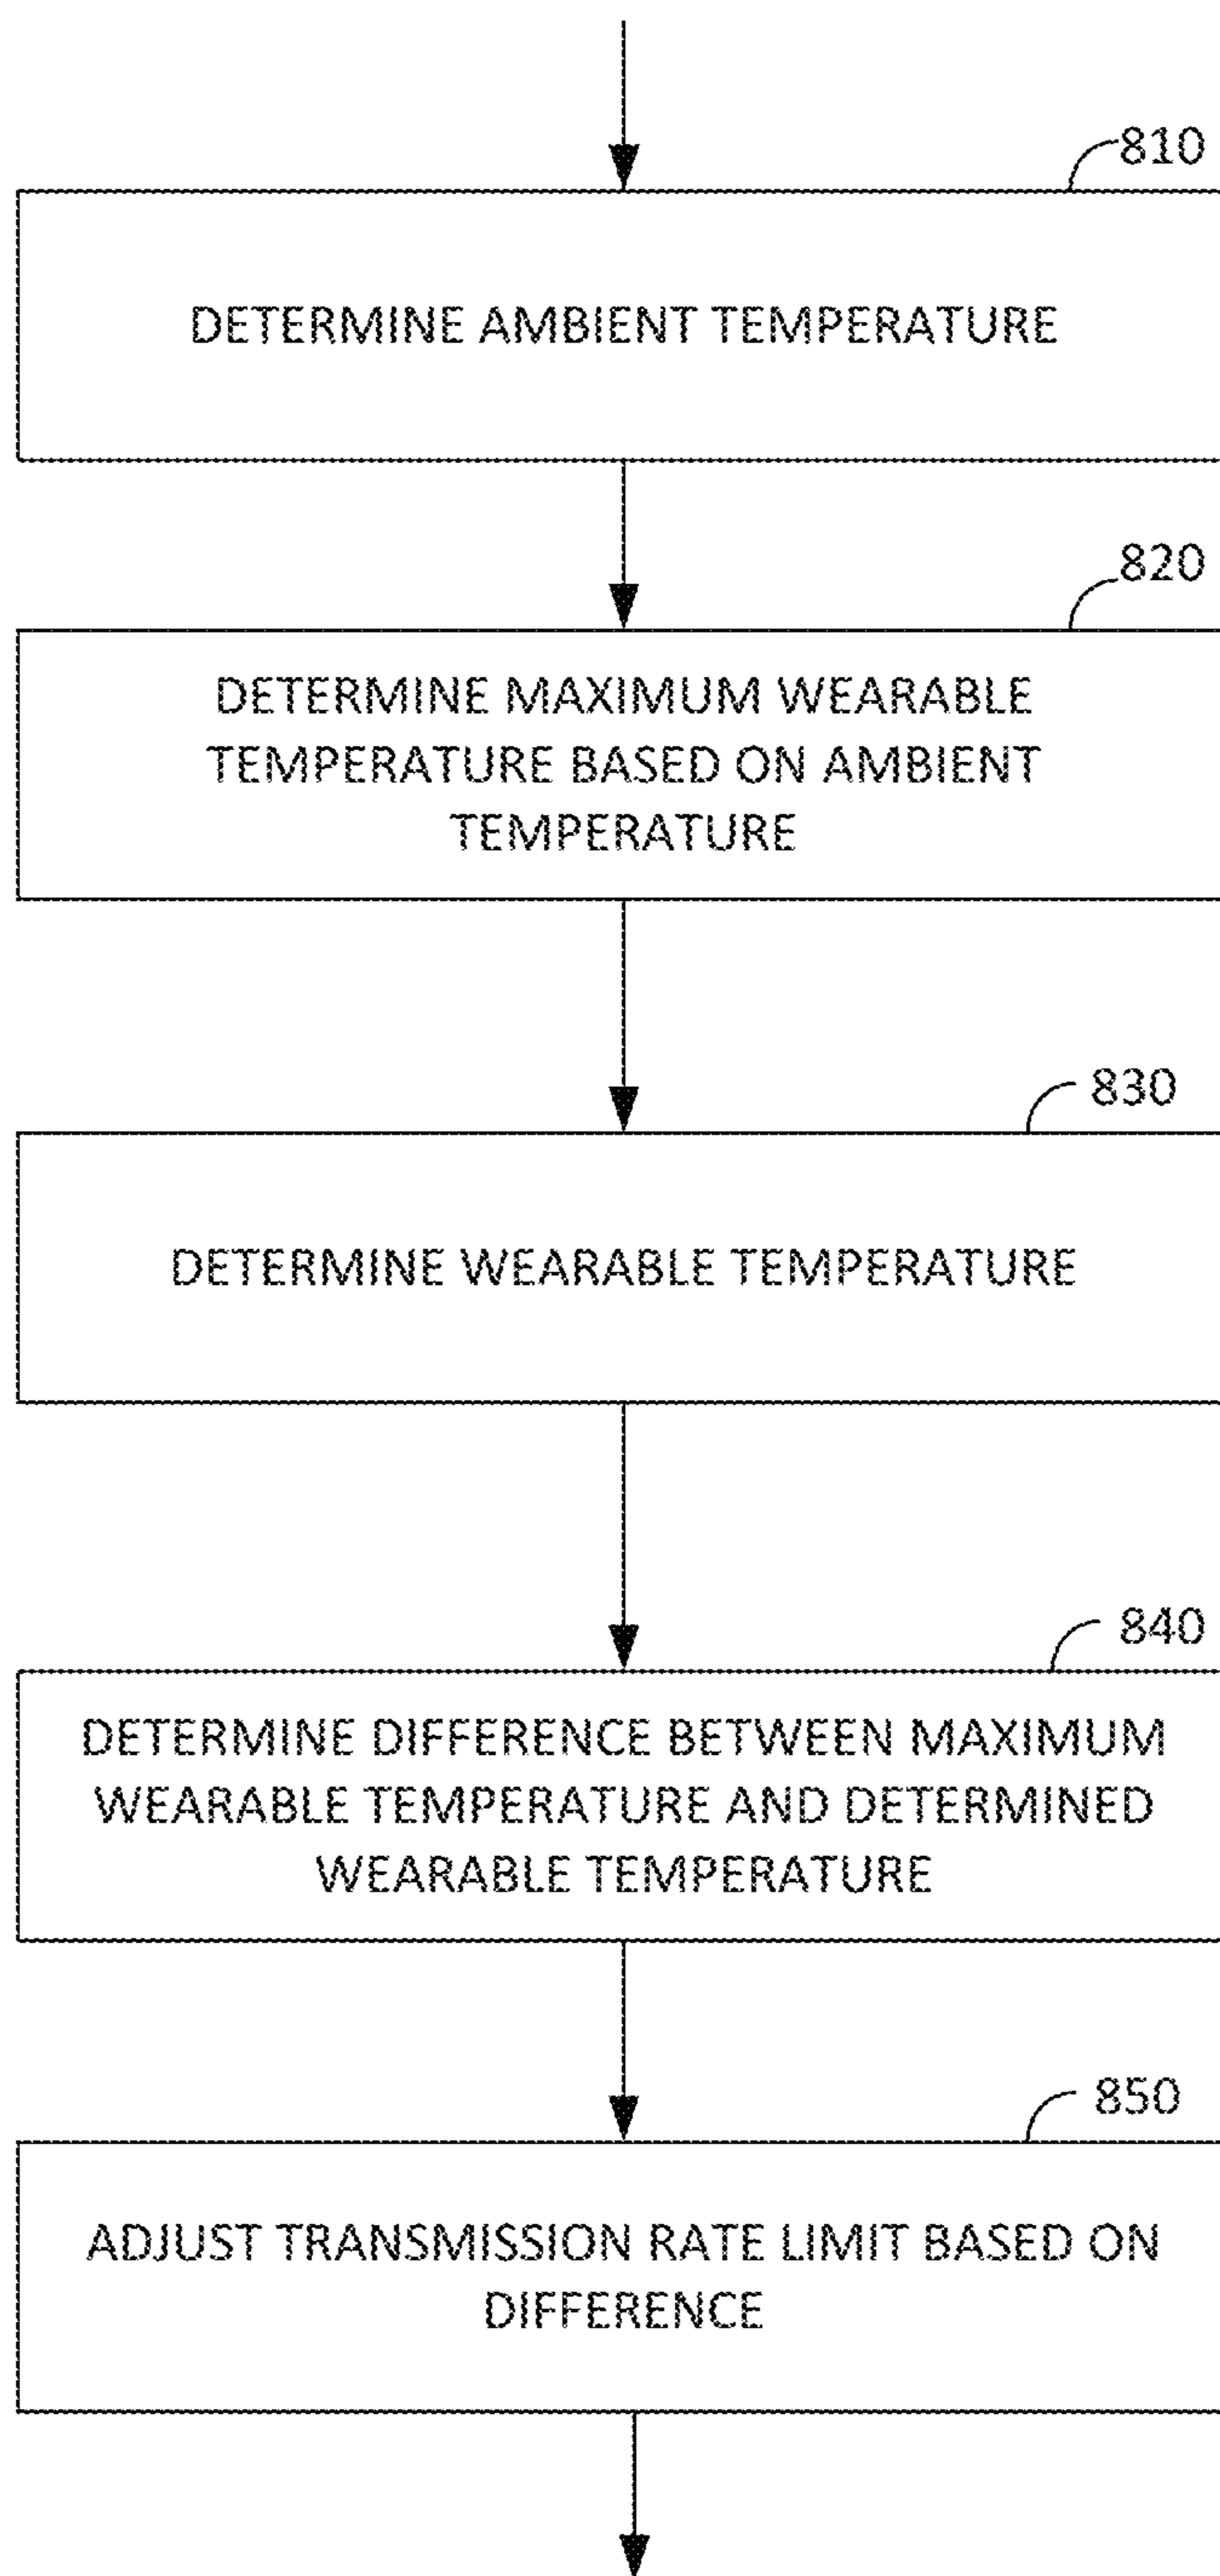 810
DETERMINE AMBIENT TEMPERATURE
820
DETERMINE MAXIMUM WEARABLE
TEMPERATURE BASED ON AMBIENT
TEMPERATURE
830
DETERMINE WEARABLE TEMPERATURE
840
DETERMINE DIFFERENCE BETWEEN MAXIMUM
WEARABLE TEMPERATURE AND DETERMINED
WEARABLE TEMPERATURE
850
ADJUST TRANSMISSION RATE LIMIT BASED ON
DIFFERENCE